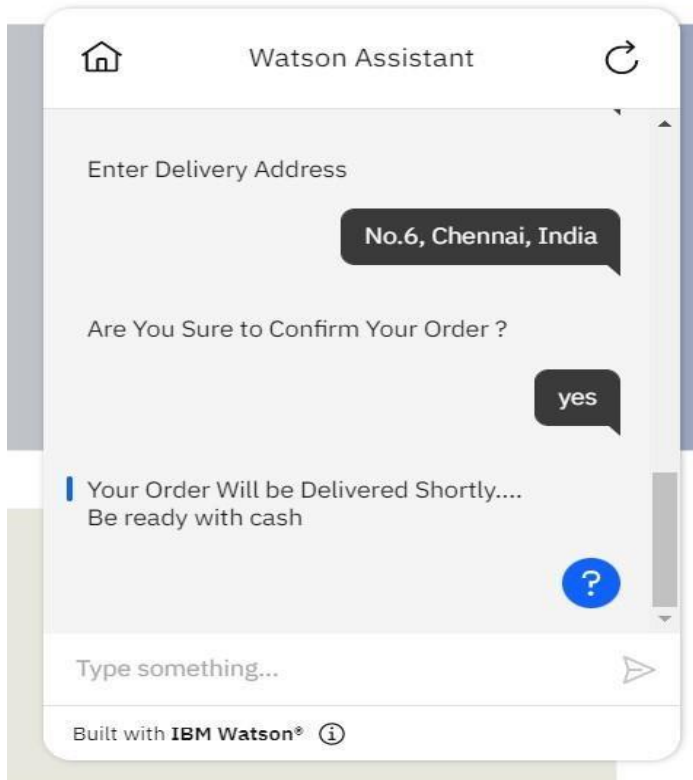 Watson Assistant
Enter Delivery Address
No.6, Chennai, India
Are You Sure to Confirm Your Order ?
yes
Your Order Will be Delivered Shortly....
Be ready with cash
?
Type something...
Built with IBM Watson®